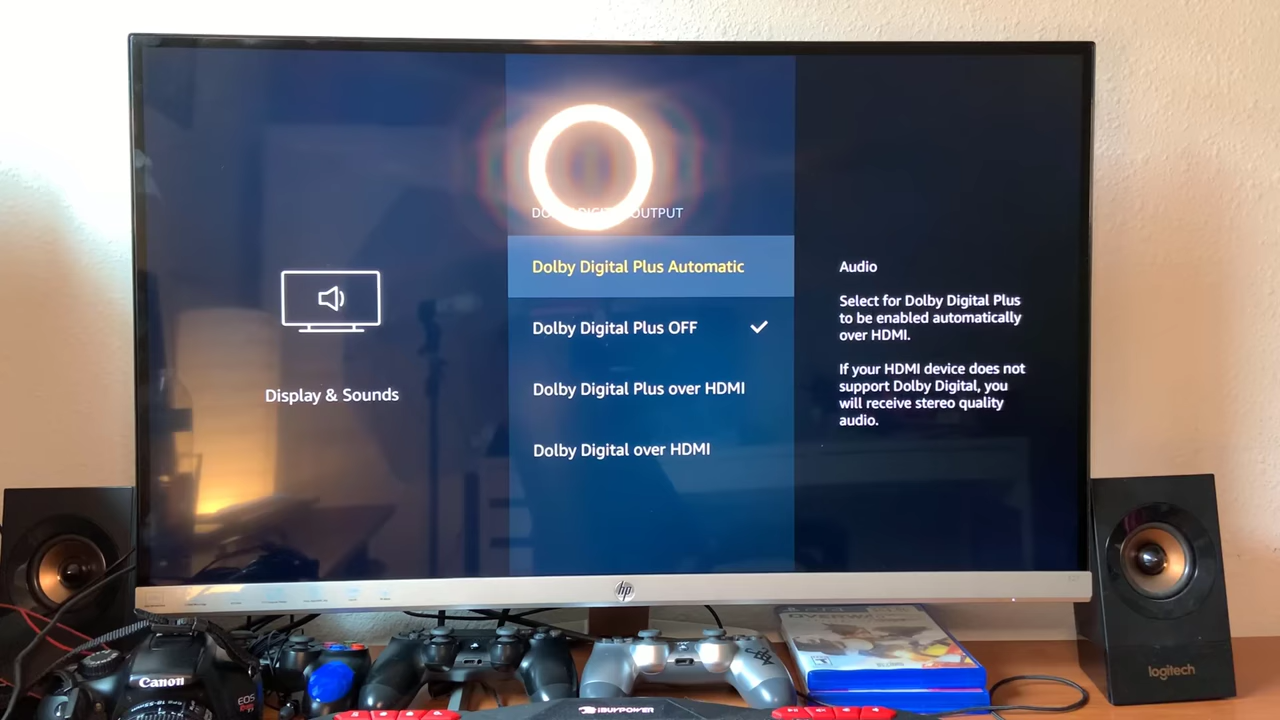 OUTPUT
Dolby Digital Plus Automatic
Dolby Digital Plus OFF
Dolby Digital Plus over HDMI
Dolby Digital over HDMI
Display & Sounds
Audio
Select for Dolby Digital Plus
to be enabled automatically
over HDMI.
If your HDMI device does not
support Dolby Digital, you
will receive stereo quality
audio.
hp
Canon
EOS
logitech
iBUYPOWER